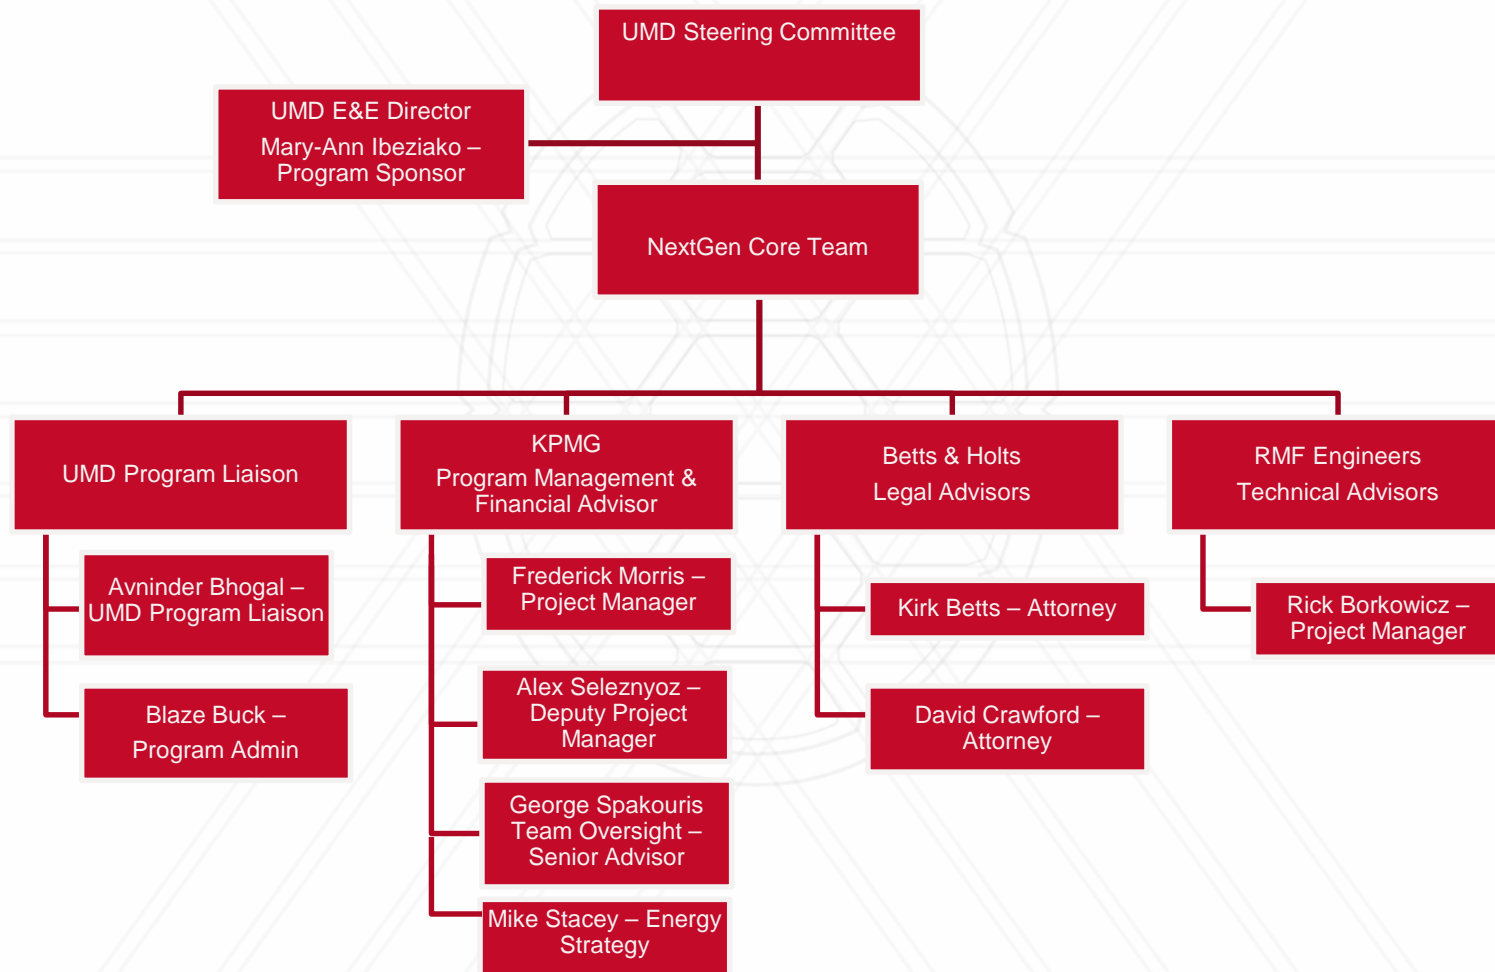 UMD Steering Committee
UMD E&E Director
Mary-Ann Ibeziako –
Program Sponsor
NextGen Core Team
UMD Program Liaison
Avninder Bhogal –
UMD Program Liaison
Blaze Buck –
Program Admin
KPMG
Program Management &
Financial Advisor
Frederick Morris –
Project Manager
Alex Seleznyoz –
Deputy Project
Manager
George Spakouris
Team Oversight –
Senior Advisor
Mike Stacey – Energy
Strategy
Betts & Holts
Legal Advisors
Kirk Betts – Attorney
David Crawford –
Attorney
RMF Engineers
Technical Advisors
Rick Borkowicz –
Project Manager